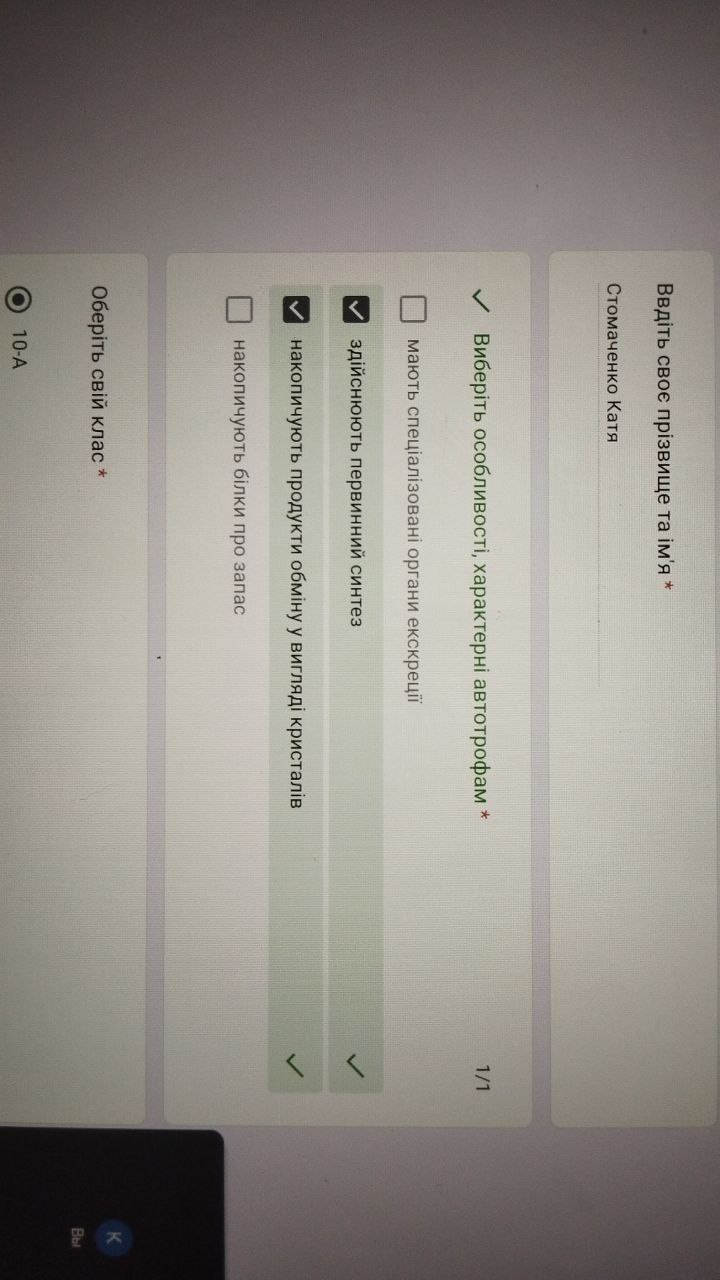 Введіть своє прізвище та ім'я *
Стомаченко Катя
Виберіть особливості, характерні автотрофам *
1/1
мають спеціалізовані органи екскреції
здійснюють первинний синтез
накопичують продукти обміну у вигляді кристалів
накопичують білки про запас
Оберіть свій клас *
10-А
К
Вы